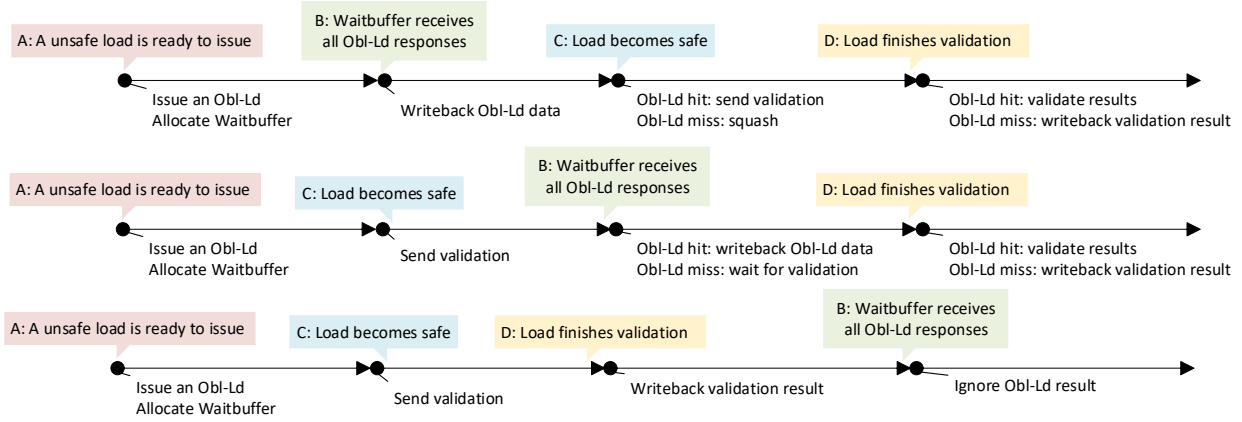 A: A unsafe load is ready to issue
B: Waitbuffer receives
all Obl-Ld responses
C: Load becomes safe
D: Load finishes validation
Issue an Obl-Ld
Allocate Waitbuffer
Writeback Obl-Ld data
Obl-Ld hit: send validation
Obl-Ld miss: squash
Obl-Ld hit: validate results
Obl-Ld miss: writeback validation result
A: A unsafe load is ready to issue
C: Load becomes safe
B: Waitbuffer receives
all Obl-Ld responses
D: Load finishes validation
Issue an Obl-Ld
Allocate Waitbuffer
Send validation
Obl-Ld hit: writeback Obl-Ld data
Obl-Ld miss: wait for validation
Obl-Ld hit: validate results
Obl-Ld miss: writeback validation result
A: A unsafe load is ready to issue
C: Load becomes safe
D: Load finishes validation
B: Waitbuffer receives
all Obl-Ld responses
Issue an Obl-Ld
Allocate Waitbuffer
Send validation
Writeback validation result
Ignore Obl-Ld result